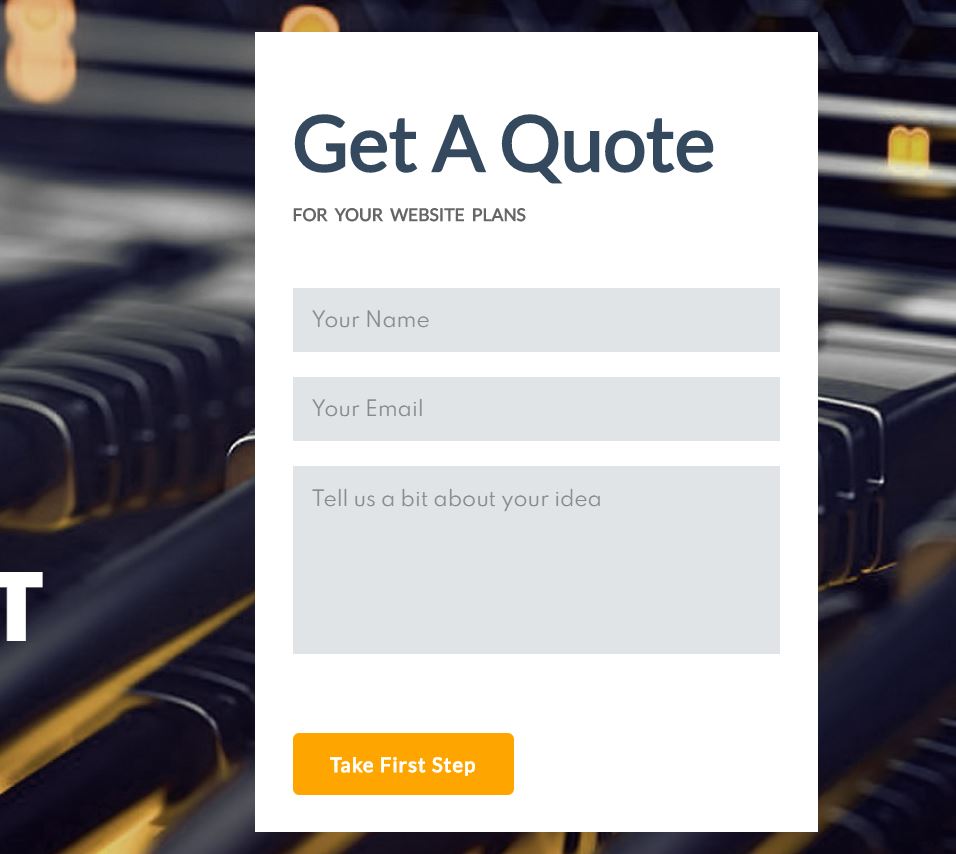 Get A Quote
FOR YOUR WEBSITE PLANS
Your Name
Your Email
Tell us a bit about your idea
T
Take First Step